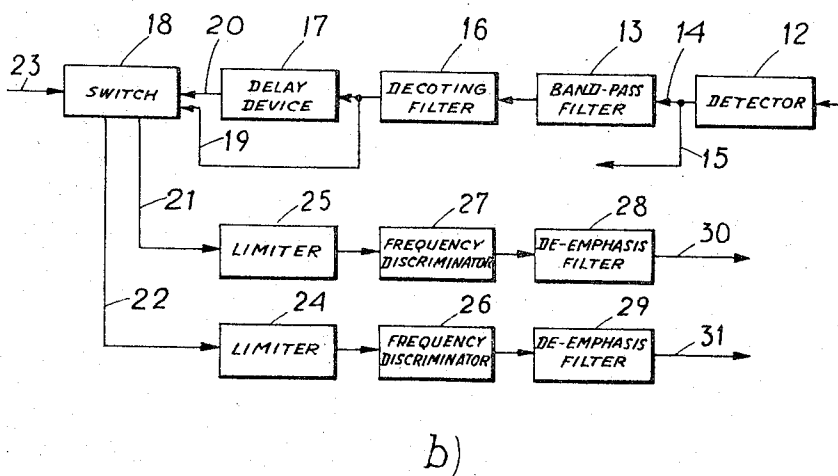 18 20 17 16 13 14 12
23
SWITCH
DELAY DEVICE
DECOTING FILTER
BAND-PASS FILTER
DETECTOR
19 15
21 25 27 28 30
LIMITER
FREQUENCY DISCRIMINATOR
DE-EMPHASIS FILTER
22 24 26 29 31
LIMITER
FREQUENCY DISCRIMINATOR
DE-EMPHASIS FILTER
b)